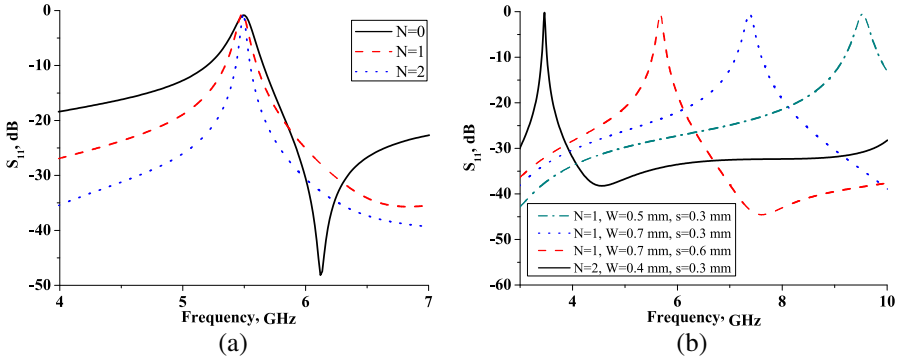 0
-10
-20
-30
-40
-50
S11, dB
4
5
6
7
Frequency, GHz
N=0
N=1
N=2
(a)
0
-10
-20
-30
-40
-50
S11, dB
4
6
8
10
Frequency, GHz
N=1, W=0.5 mm, s=0.3 mm
N=1, W=0.7 mm, s=0.3 mm
N=1, W=0.7 mm, s=0.6 mm
N=2, W=0.4 mm, s=0.3 mm
(b)